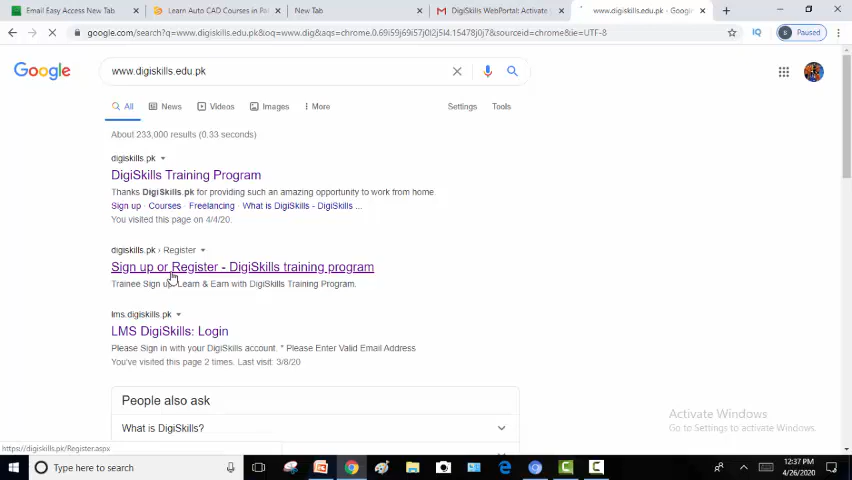 Email Easy Access New Tab
Learn Auto CAD Courses in Pa
New Tab
DigiSkills WebPortal: Activate
www.digiskills.edu.pk - Googl
google.com/search?q=www.digiskills.edu.pk&oq=www.dig&aqs=chrome.0.69i59j69i57j0l2j5l4.15478j0j7&sourceid=chrome&ie=UTF-8
Paused
Google
www.digiskills.edu.pk
All
News
Videos
Images
More
Settings
Tools
About 233,000 results (0.33 seconds)
digiskills.pk
DigiSkills Training Program
Thanks DigiSkills.pk for providing such an amazing opportunity to work from home.
Sign up · Courses · Freelancing · What is DigiSkills - DigiSkills ...
You visited this page on 4/4/20.
digiskills.pk › Register
Sign up or Register - DigiSkills training program
Trainee Sign up Learn & Earn with DigiSkills Training Program.
lms.digiskills.pk
LMS DigiSkills: Login
Please Sign in with your DigiSkills account. * Please Enter Valid Email Address
You've visited this page 2 times. Last visit: 3/8/20
People also ask
What is DigiSkills?
Activate Windows
Go to Settings to activate Windows.
https://digiskills.pk/Register.aspx
Type here to search
12:37 PM
4/26/2020